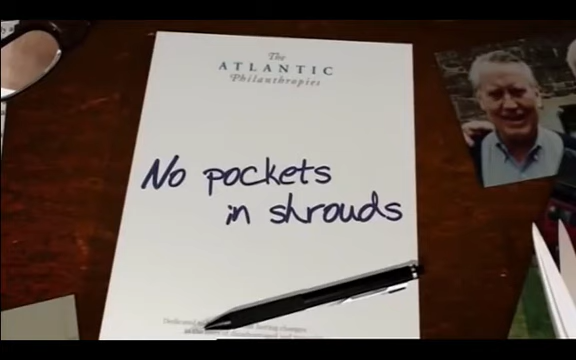 The
ATLANTIC
Philanthropies
No pockets
in shrouds